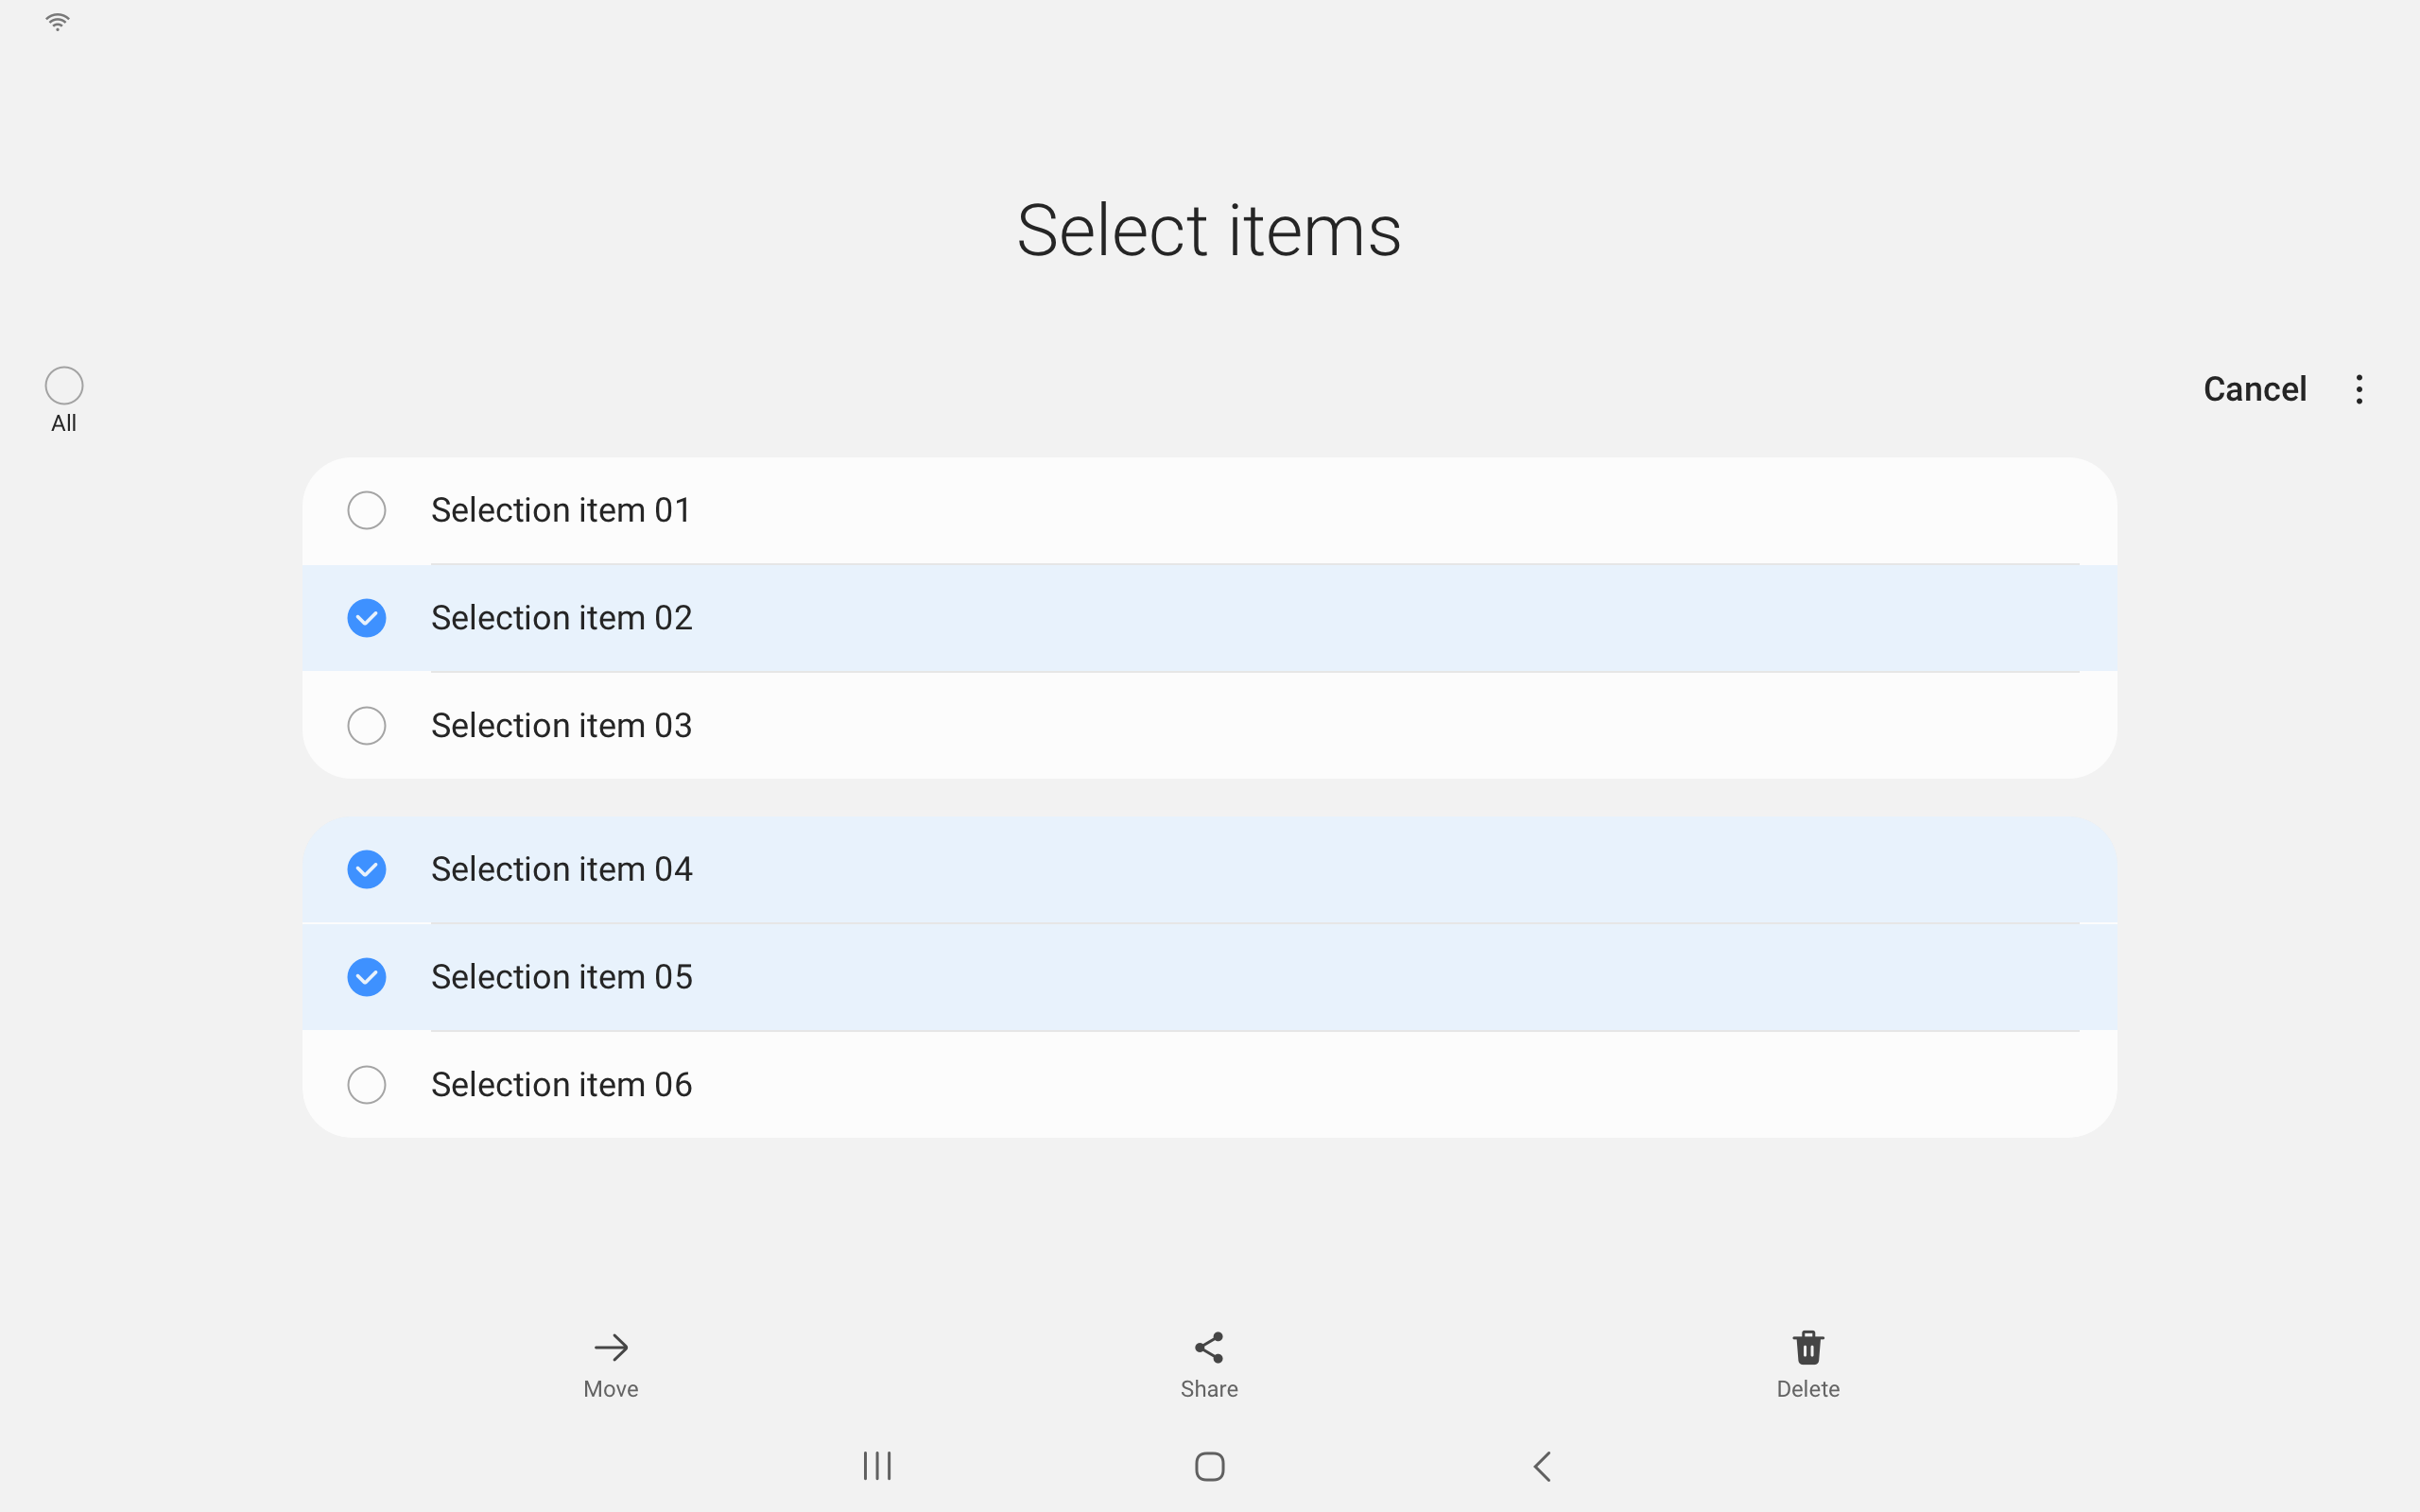 Select items
All
Cancel
Selection item 01
Selection item 02
Selection item 03
Selection item 04
Selection item 05
Selection item 06
Move
Share
Delete